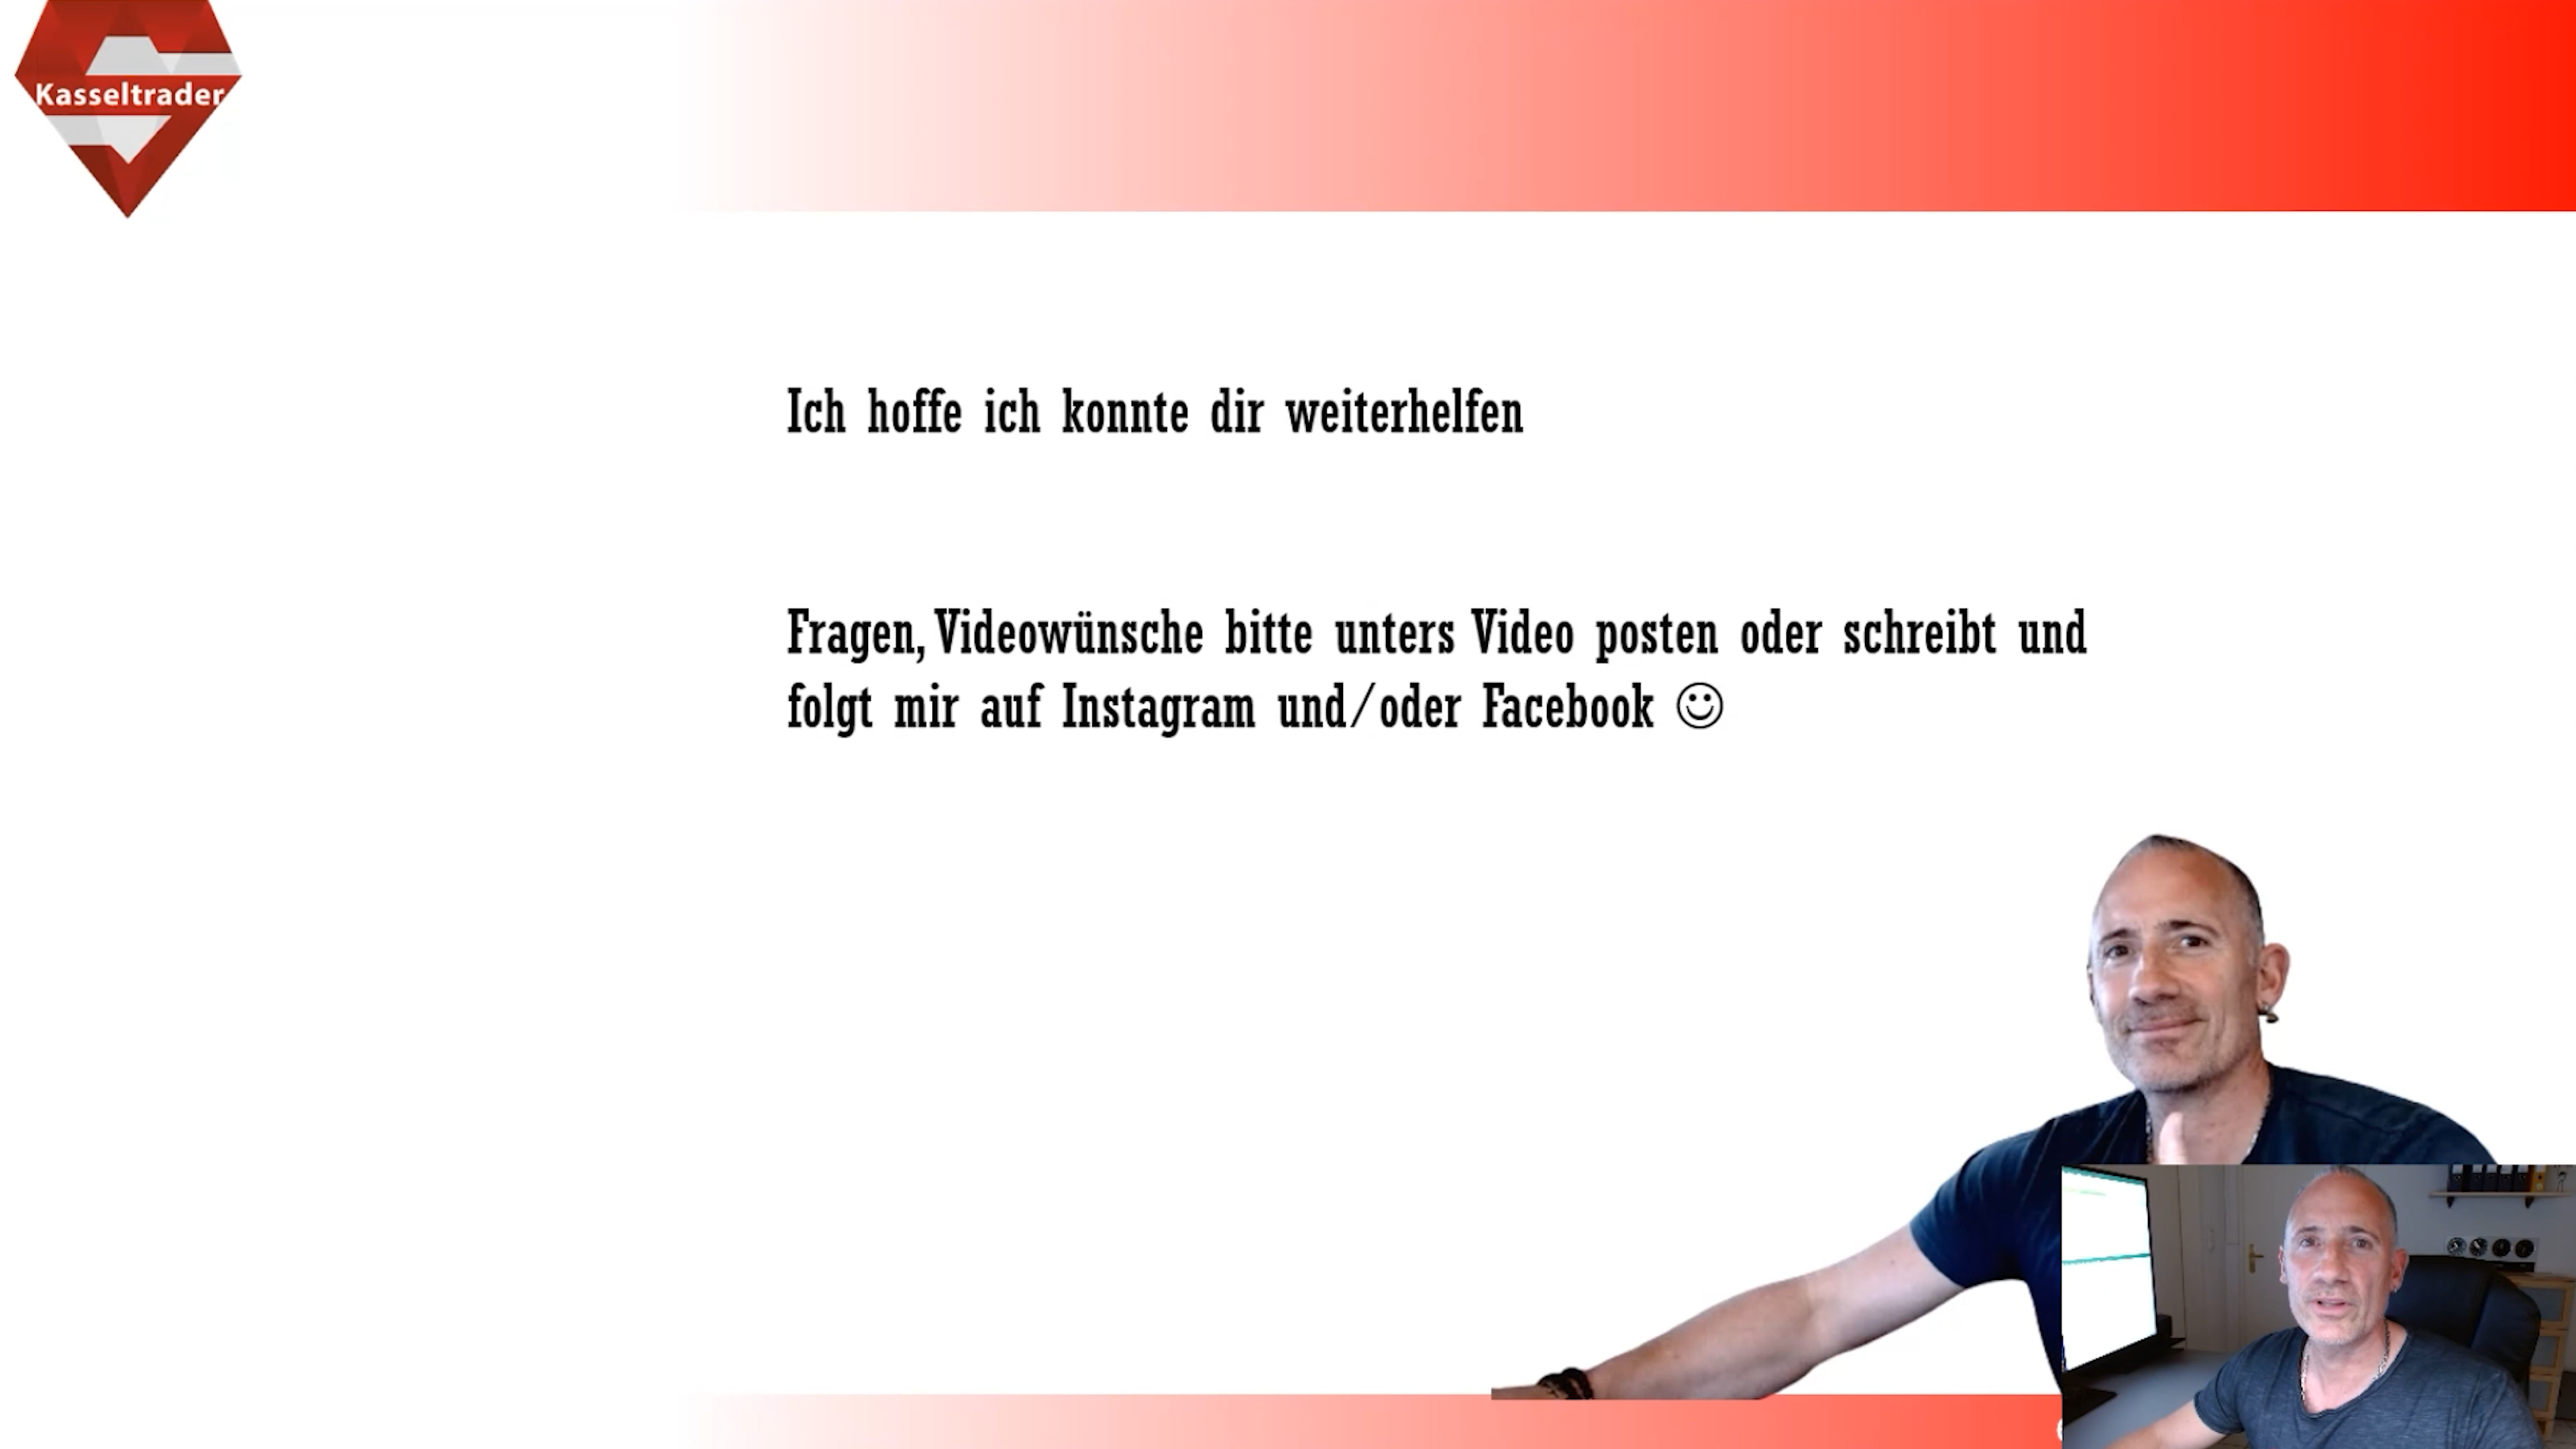 Kasseltrader
Ich hoffe ich konnte dir weiterhelfen
Fragen, Videowünsche bitte unters Video posten oder schreibt und
folgt mir auf Instagram und/oder Facebook ☺